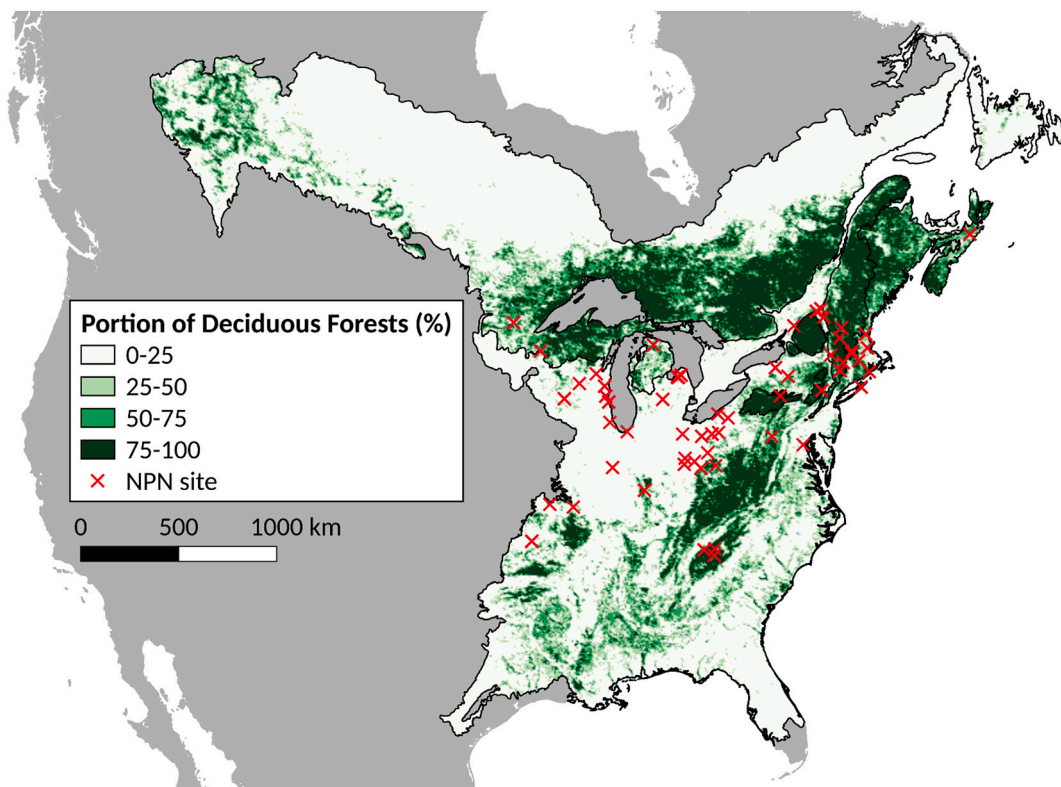 Portion of Deciduous Forests (%)
0-25
25-50
50-75
75-100
NPN site
0 500 1000 km